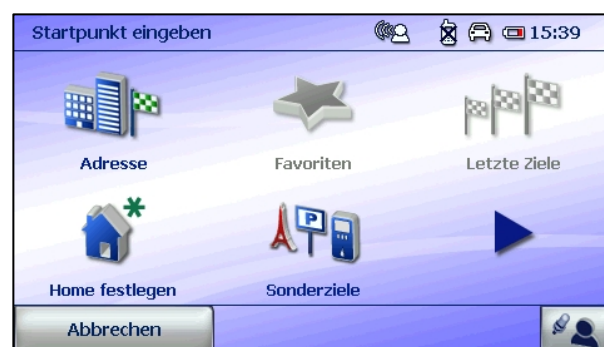 Startpunkt eingeben 15:39
Adresse Favoriten Letzte Ziele
P
Home festlegen Sonderziele
Abbrechen